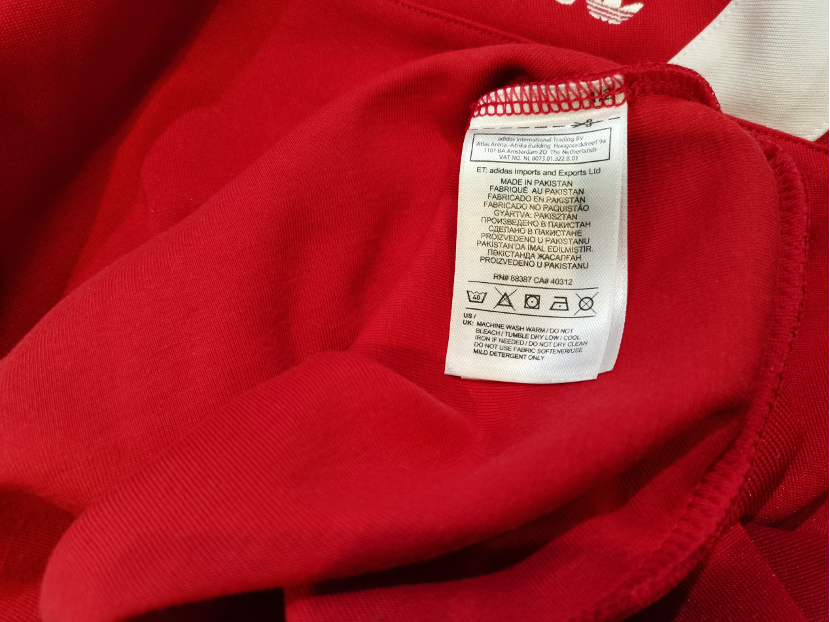 adidas International Trading BV
Atlas Arena-Afrika Building Hoogoorddreef 9a
1101 BA Amsterdam ZO The Netherlands
VAT NO. NL 8073.01.322.B.01
ET: adidas Imports and Exports Ltd
MADE IN PAKISTAN
FABRIQUÉ AU PAKISTAN
FABRICADO EN PAKISTÁN
FABRICADO NO PAQUISTÃO
GYÁRTVA: PAKISZTÁN
ПРОИЗВЕДЕНО В ПАКИСТАН
СДЕЛАНО В ПАКИСТАНЕ
PROIZVEDENO U PAKISTANU
PAKİSTAN'DA İMAL EDİLMİŞTİR.
ПӘКІСТАНДА ЖАСАЛҒАН
PROIZVEDENO U PAKISTANU
RN# 68387 CA# 40312
40
US /
UK: MACHINE WASH WARM / DO NOT
BLEACH / TUMBLE DRY LOW / COOL
IRON IF NEEDED / DO NOT DRY CLEAN
DO NOT USE FABRIC SOFTENER/USE
MILD DETERGENT ONLY